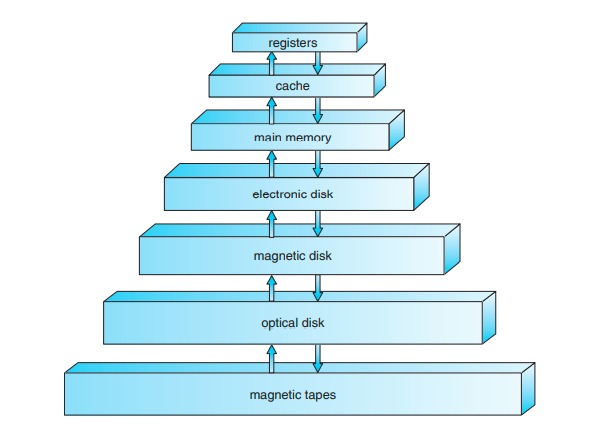 registers
cache
main memory
electronic disk
magnetic disk
optical disk
magnetic tapes